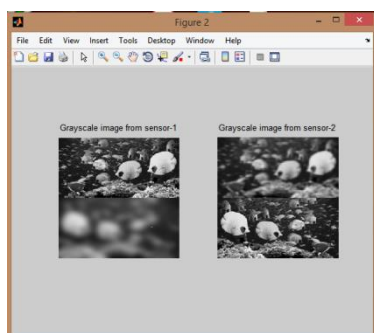 Figure 2
File Edit View Insert Tools Desktop Window Help
Grayscale image from sensor-1 Grayscale image from sensor-2